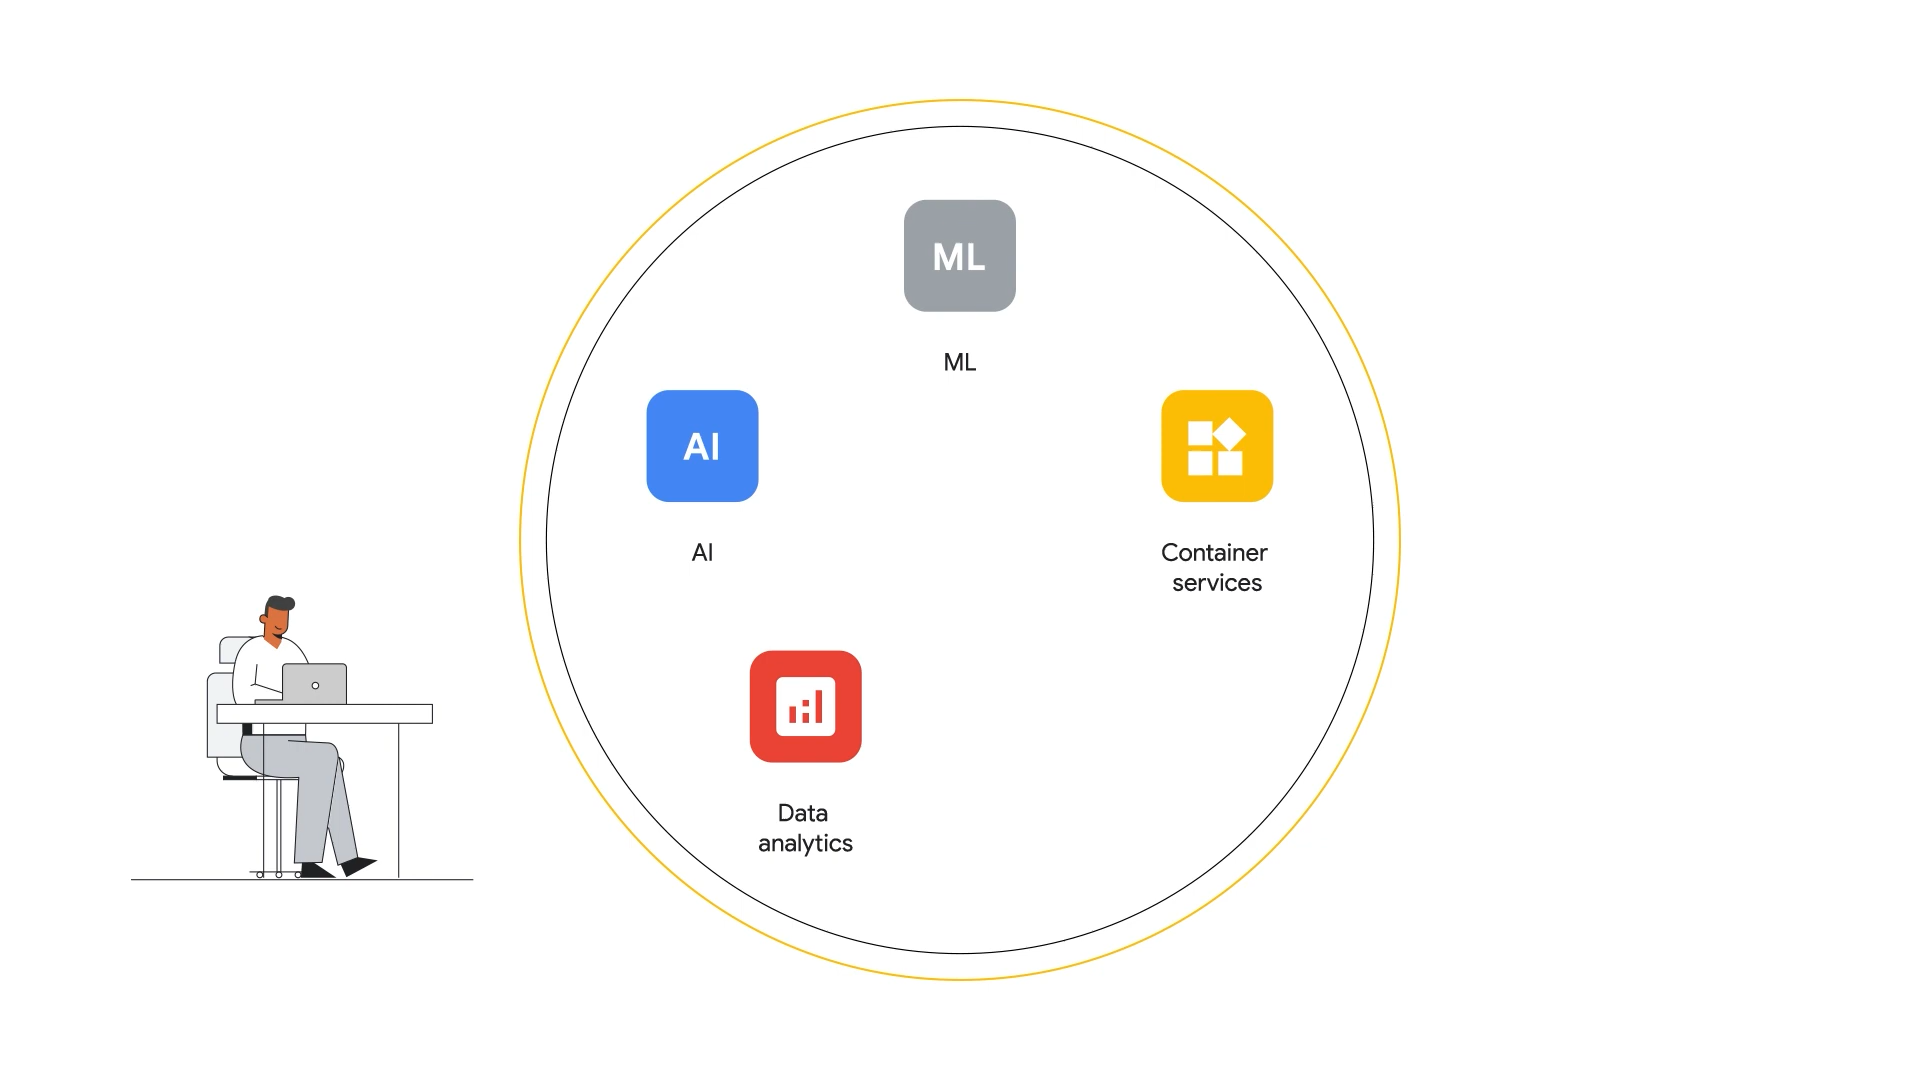 ML
ML
AI
AI
Container
services
Data
analytics